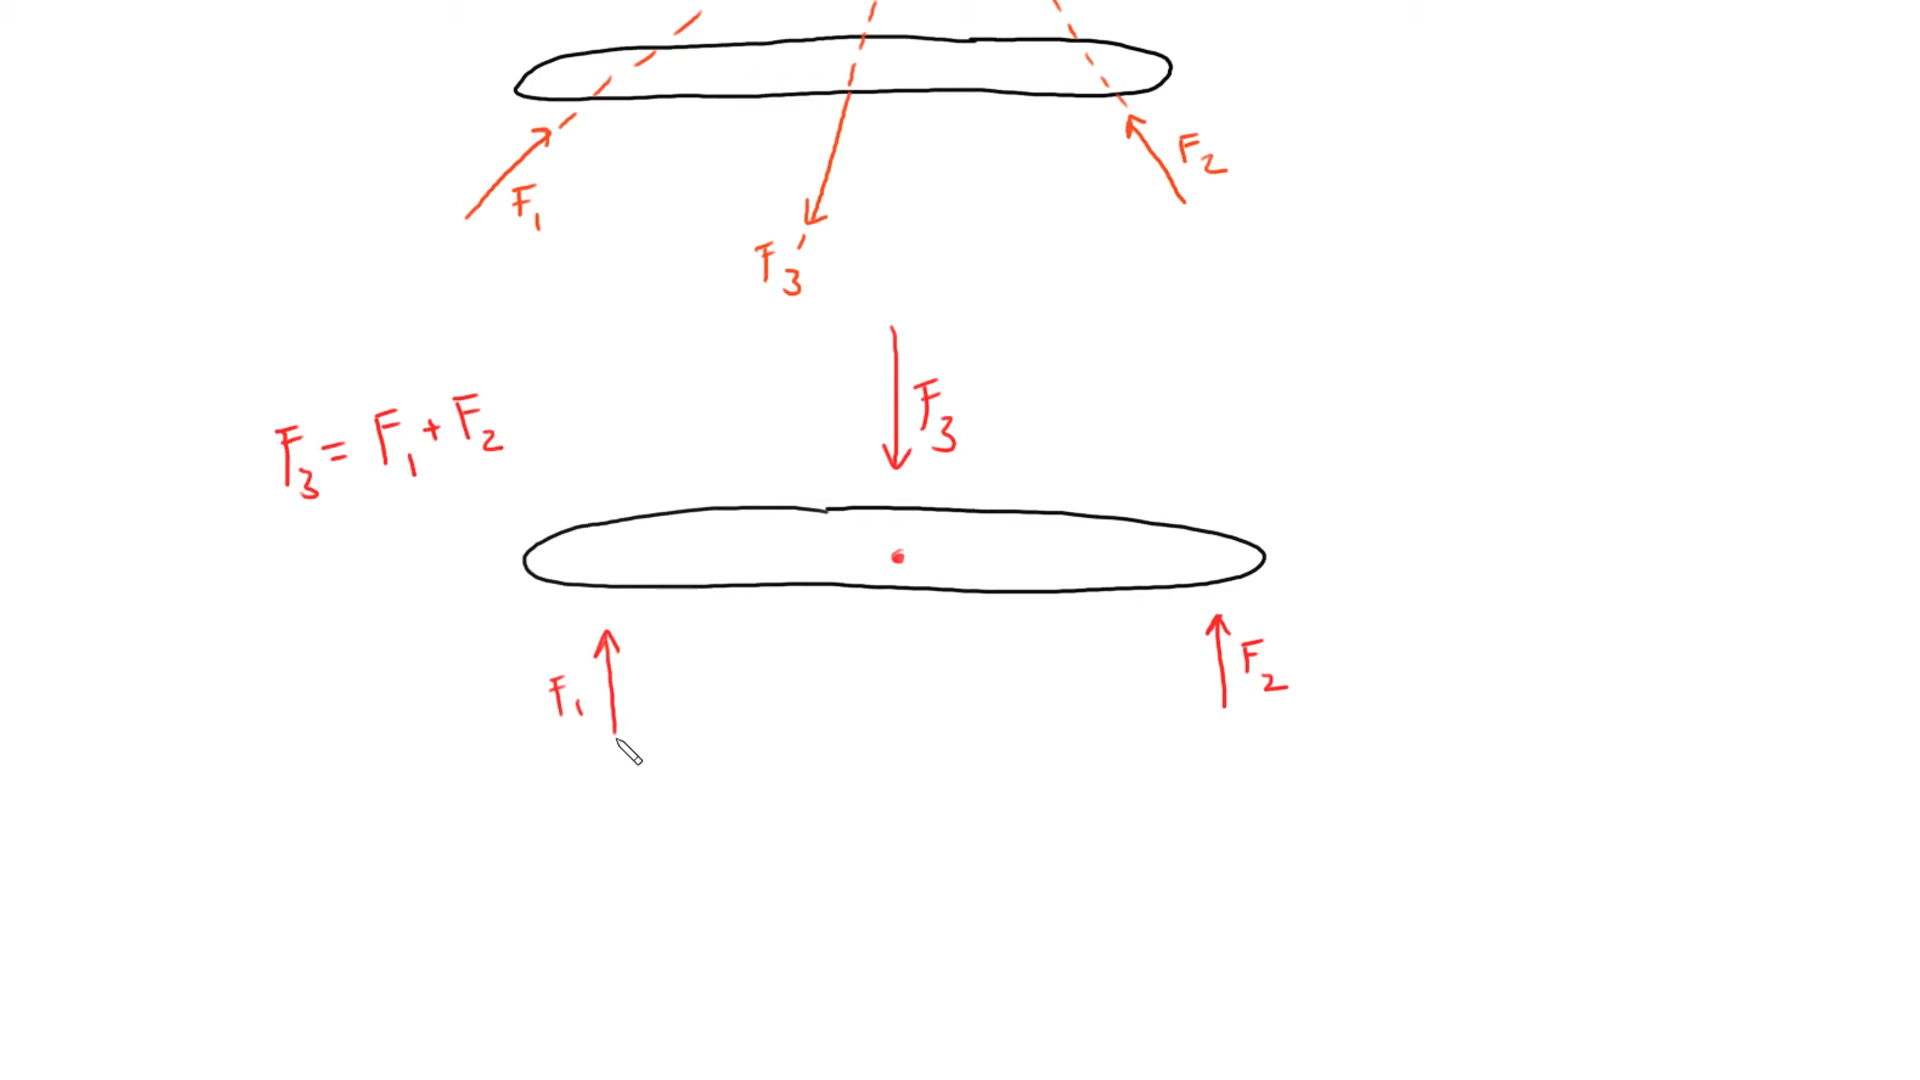 F₁
F₂
F₃
F₃
F₃ = F₁ + F₂
F₁
F₂